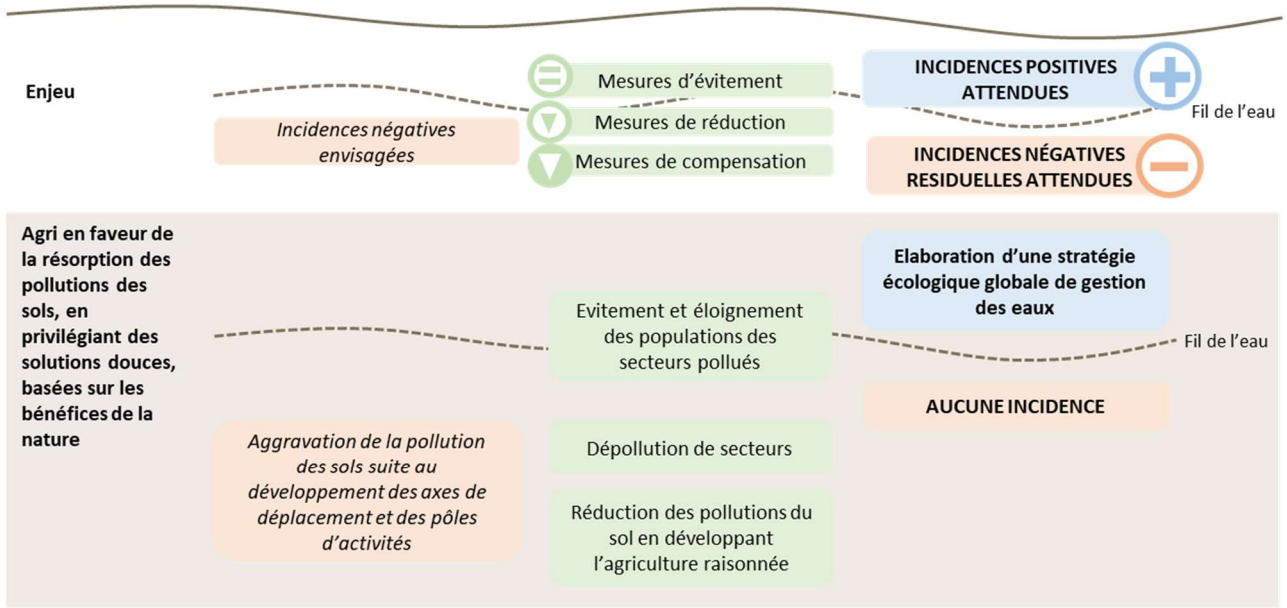 Enjeu
Incidences négatives
envisagées
Mesures d'évitement
Mesures de réduction
Mesures de compensation
INCIDENCES POSITIVES
ATTENDUES
Fil de l'eau
INCIDENCES NÉGATIVES
RESIDUELLES ATTENDUES
Agri en faveur de
la résorption des
pollutions des
sols, en
privilégiant des
solutions douces,
basées sur les
bénéfices de la
nature
Aggravation de la pollution
des sols suite au
développement des axes de
déplacement et des pôles
d'activités
Evitement et éloignement
des populations des
secteurs pollués
Dépollution de secteurs
Réduction des pollutions du
sol en développant
l'agriculture raisonnée
Elaboration d'une stratégie
écologique globale de gestion
des eaux
Fil de l'eau
AUCUNE INCIDENCE